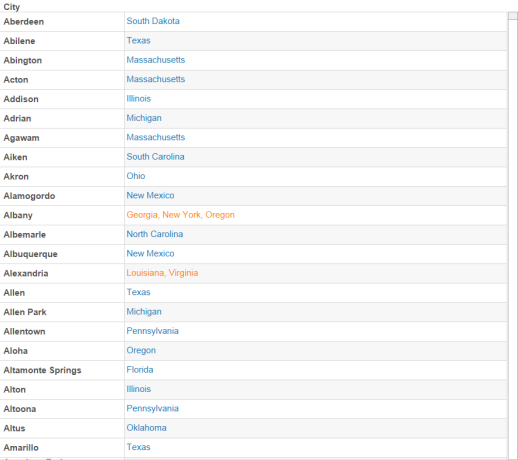 City
Aberdeen South Dakota
Abilene Texas
Abington Massachusetts
Acton Massachusetts
Addison Illinois
Adrian Michigan
Agawam Massachusetts
Aiken South Carolina
Akron Ohio
Alamogordo New Mexico
Albany Georgia, New York, Oregon
Albemarle North Carolina
Albuquerque New Mexico
Alexandria Louisiana, Virginia
Allen Texas
Allen Park Michigan
Allentown Pennsylvania
Aloha Oregon
Altamonte Springs Florida
Alton Illinois
Altoona Pennsylvania
Altus Oklahoma
Amarillo Texas